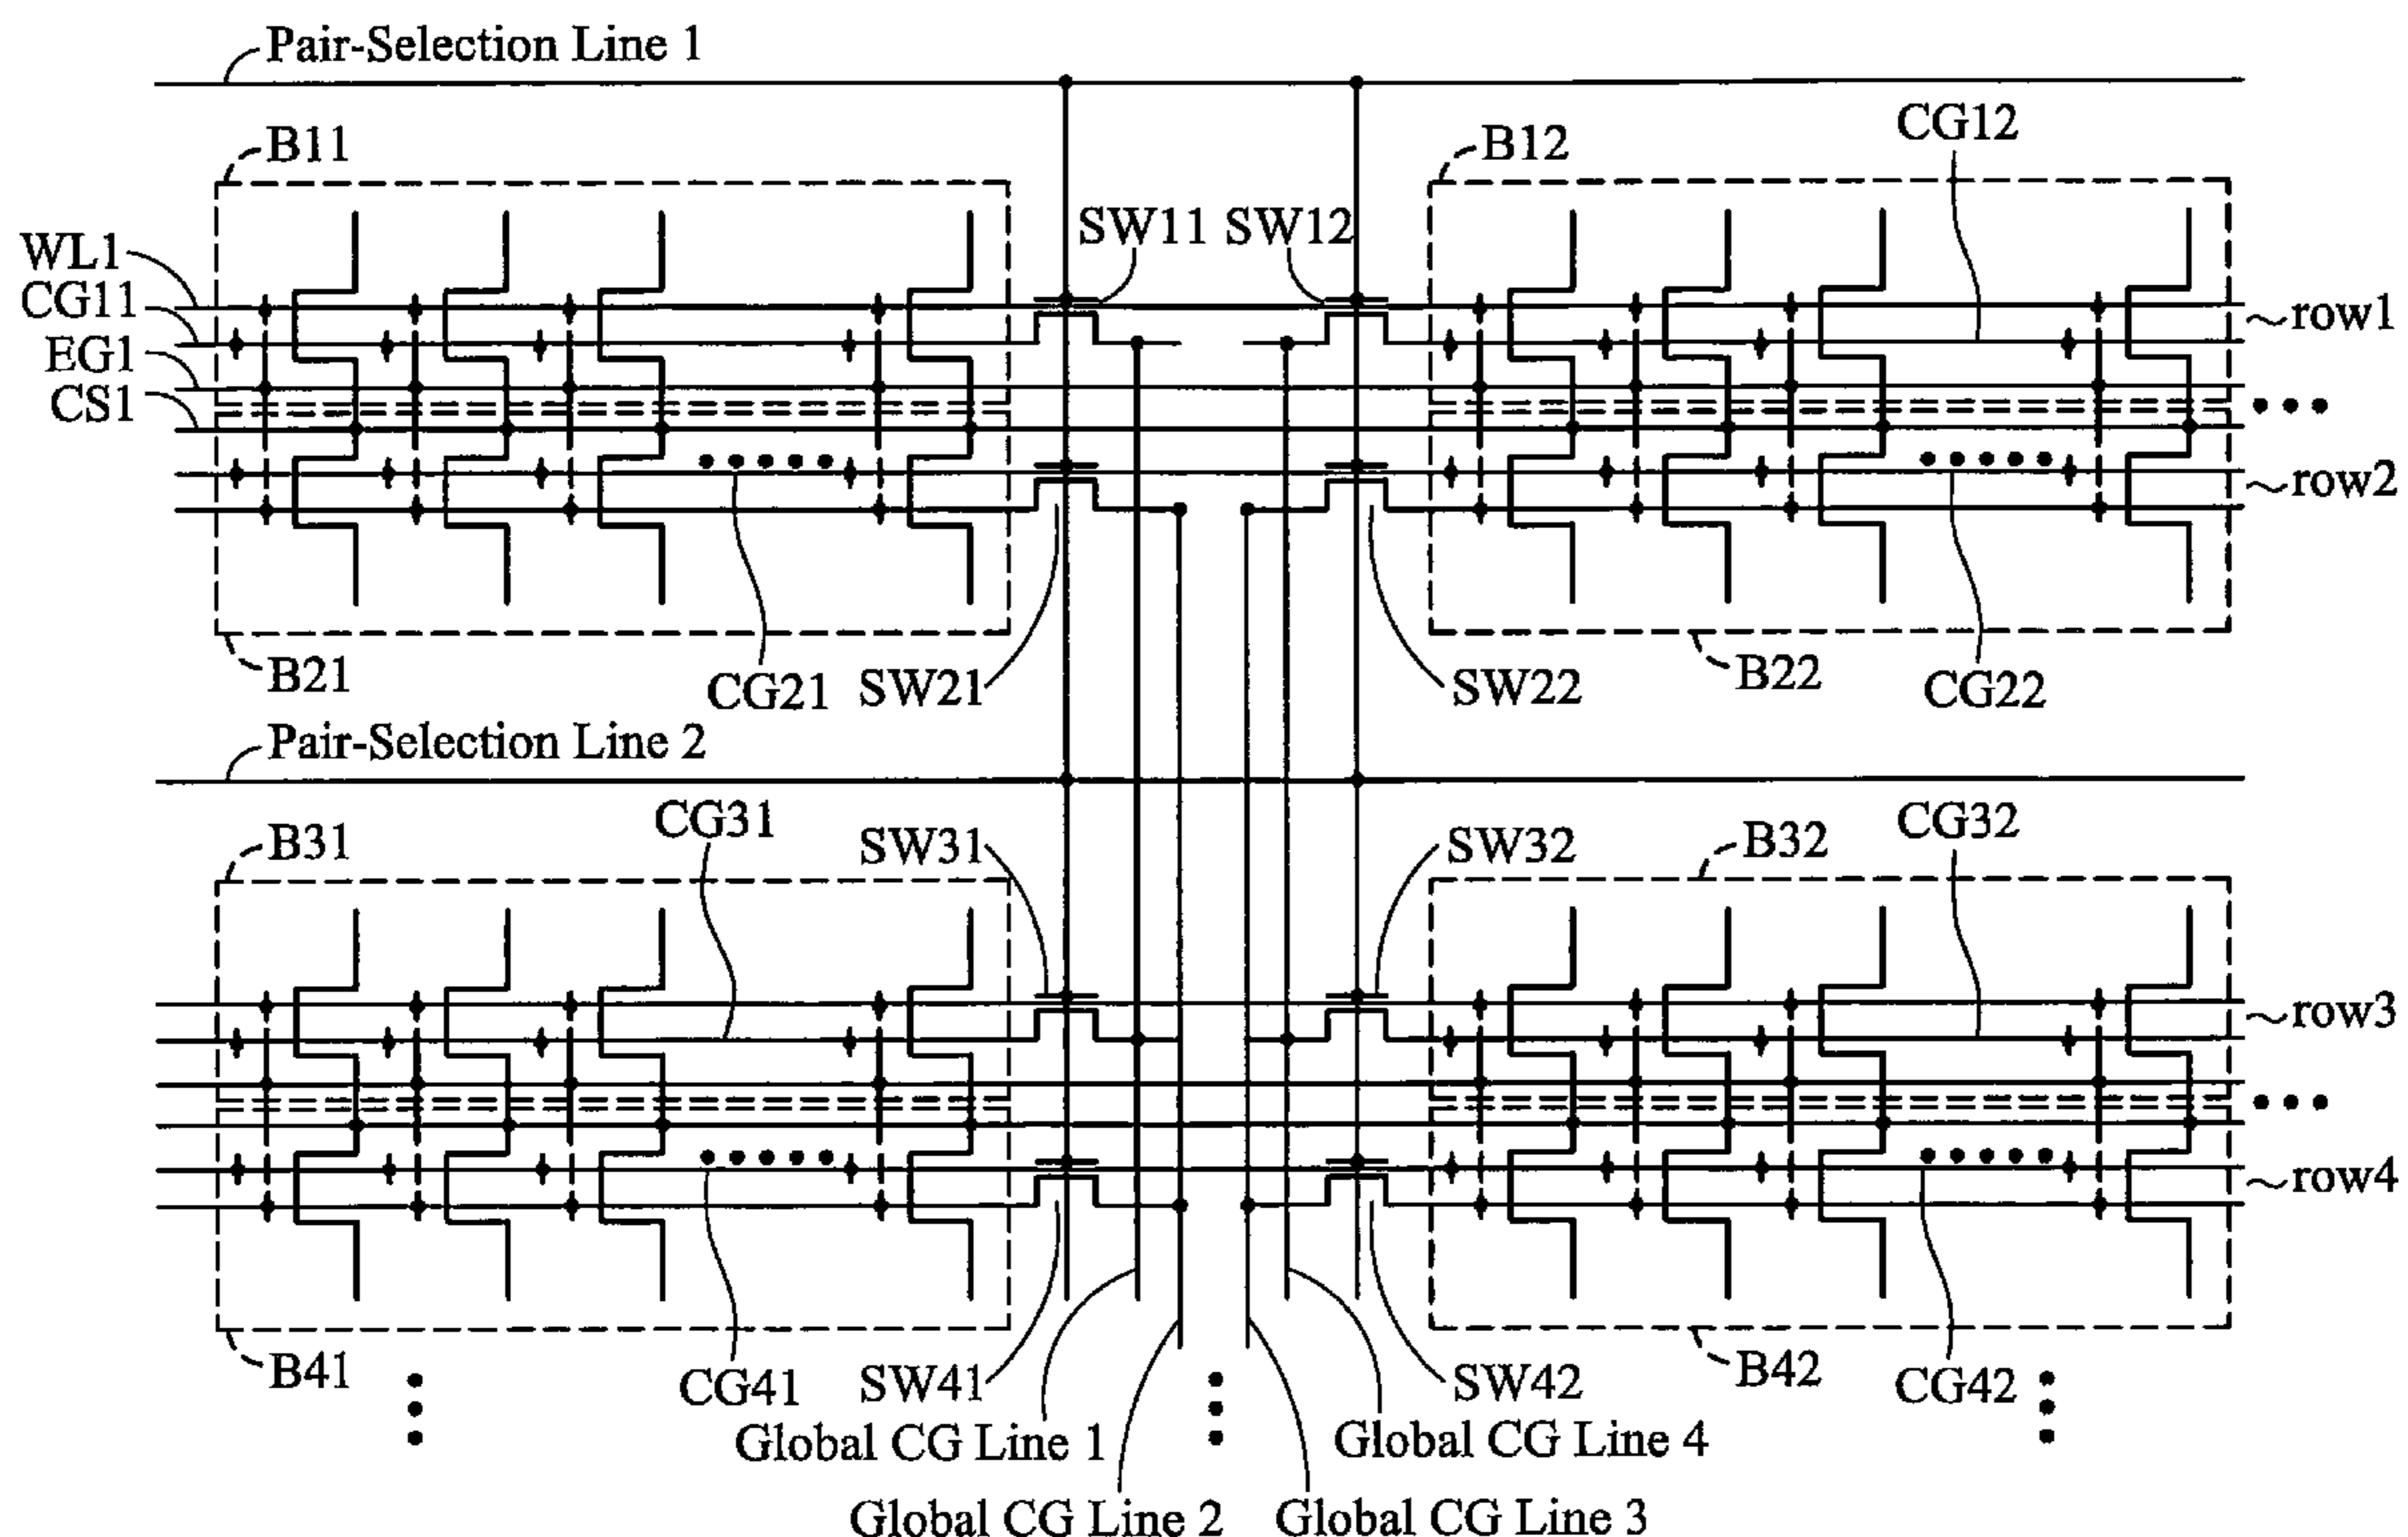 Pair-Selection Line 1
B11
B12
CG12
SW11
SW12
WL1
CG11
EG1
CS1
row1
row2
B21
CG21
SW21
SW22
B22
CG22
Pair-Selection Line 2
B31
CG31
SW31
SW32
B32
CG32
row3
row4
B41
CG41
SW41
SW42
B42
CG42
Global CG Line 1
Global CG Line 4
Global CG Line 2
Global CG Line 3